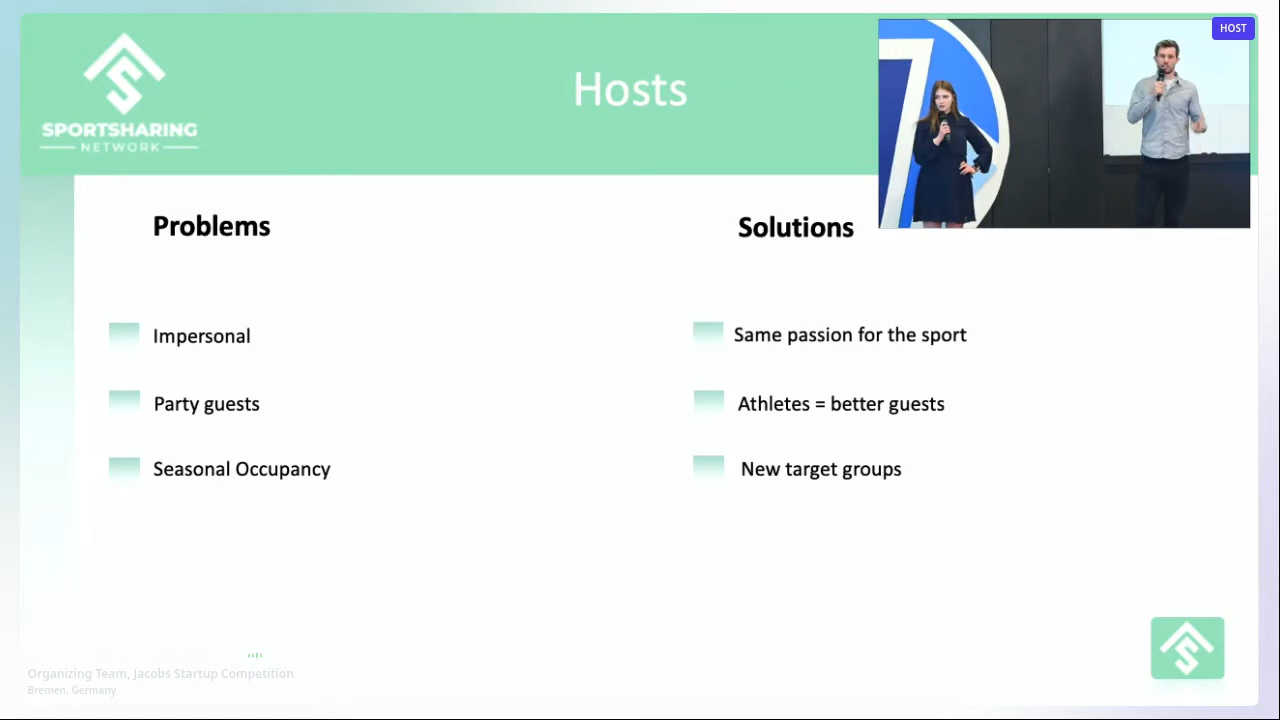 HOST
Hosts
SPORTSHARING
NETWORK
7
Problems
Solutions
Impersonal
Same passion for the sport
Party guests
Athletes = better guests
Seasonal Occupancy
New target groups
Organizing Team, Jacobs Startup Competition
Bremen, Germany